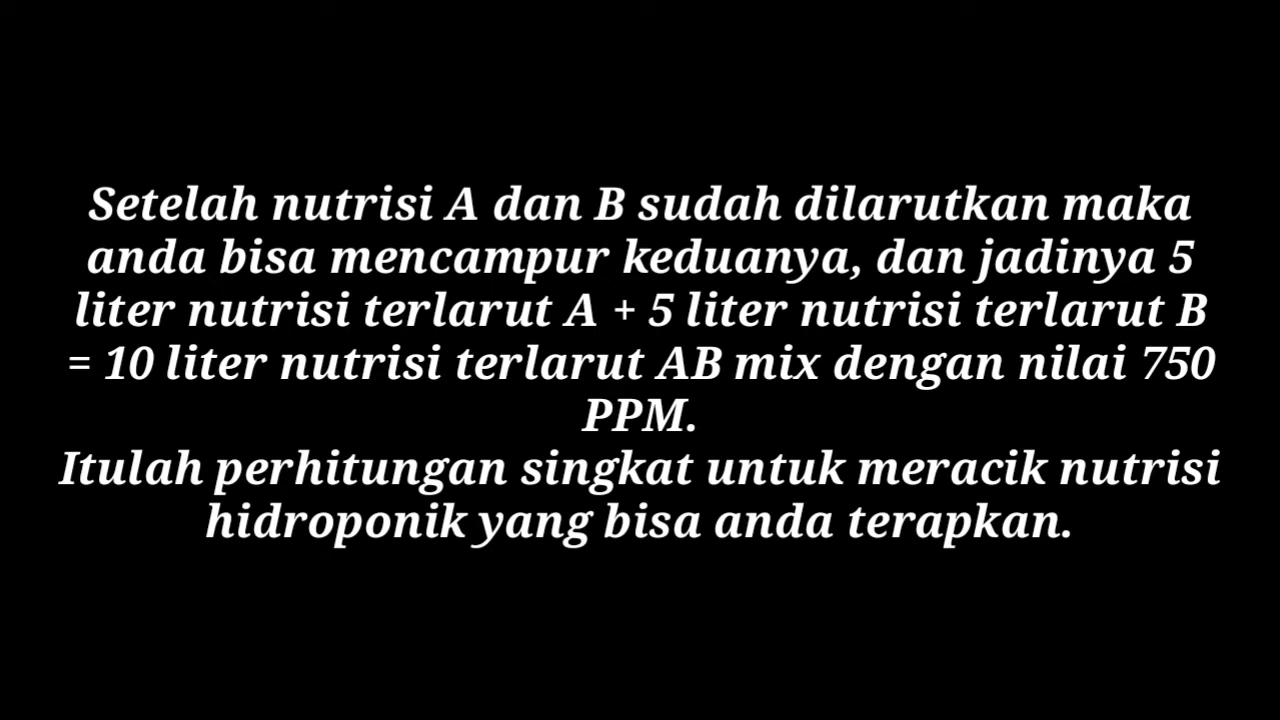 Setelah nutrisi A dan B sudah dilarutkan maka
anda bisa mencampur keduanya, dan jadinya 5
liter nutrisi terlarut A + 5 liter nutrisi terlarut B
= 10 liter nutrisi terlarut AB mix dengan nilai 750
PPM.
Itulah perhitungan singkat untuk meracik nutrisi
hidroponik yang bisa anda terapkan.